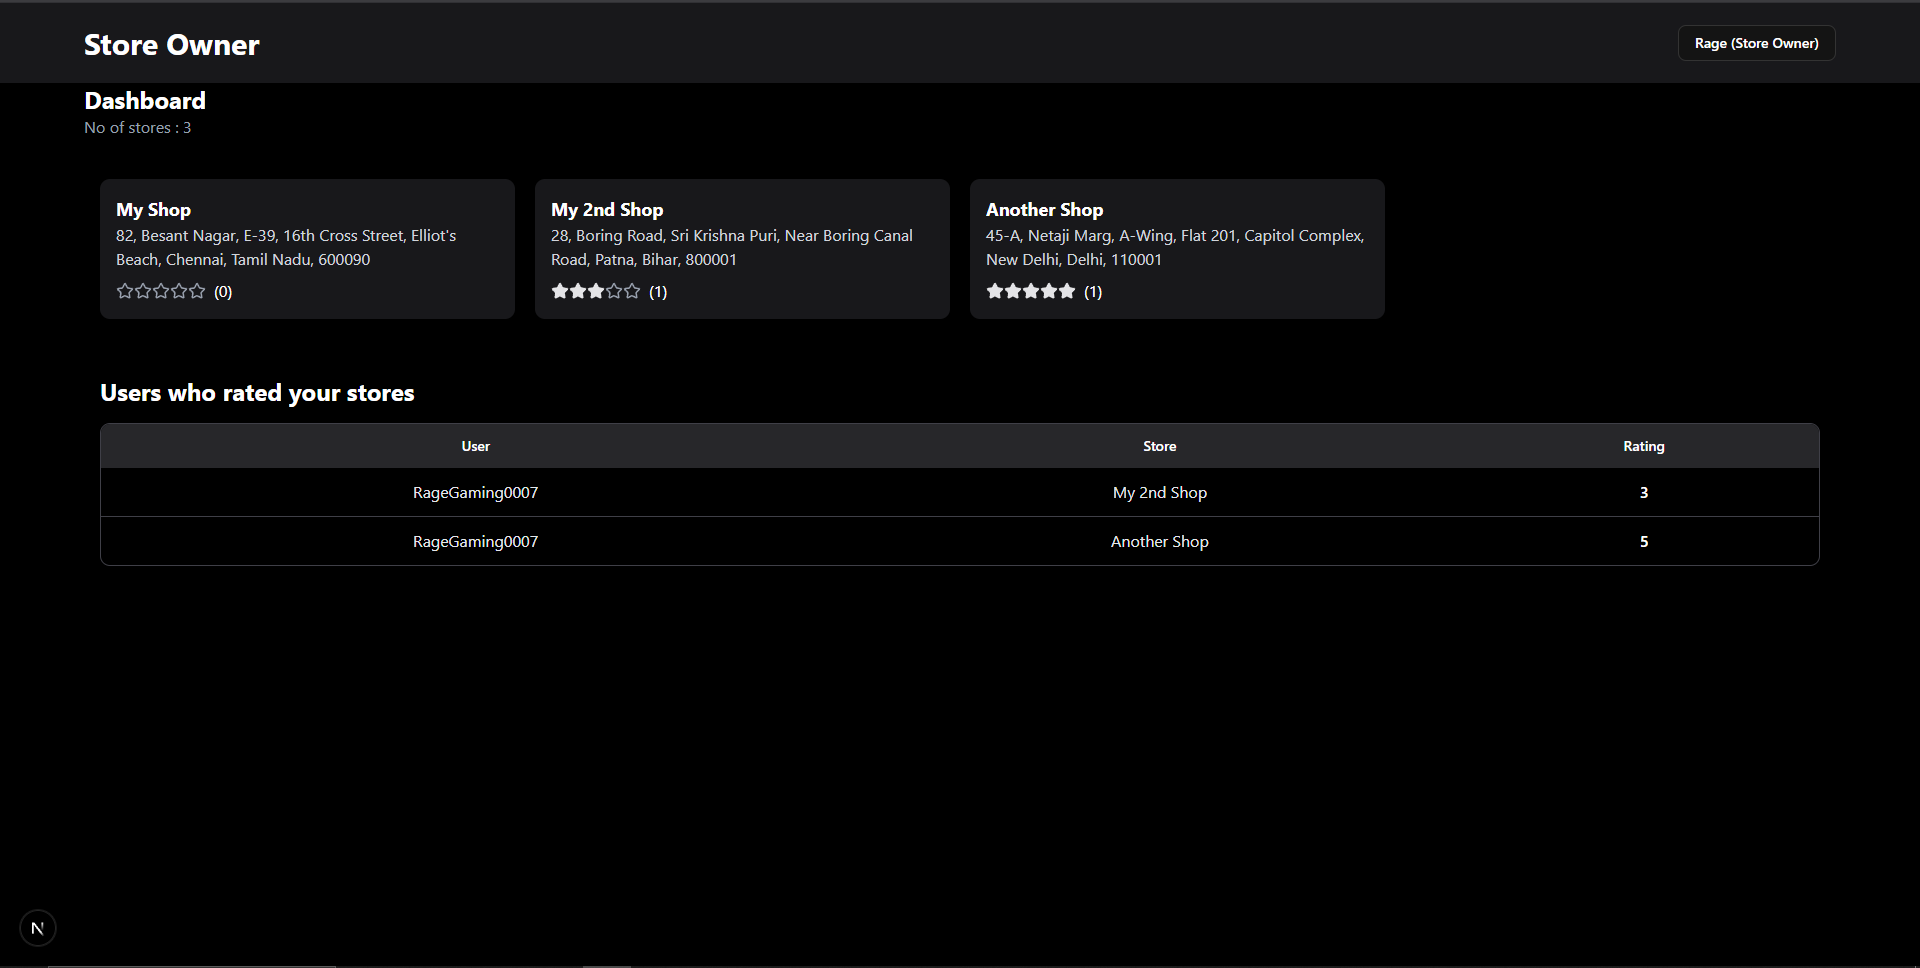 Store Owner
Rage (Store Owner)
Dashboard
No of stores : 3
My Shop
82, Besant Nagar, E-39, 16th Cross Street, Elliot's
Beach, Chennai, Tamil Nadu, 600090
(0)
My 2nd Shop
28, Boring Road, Sri Krishna Puri, Near Boring Canal
Road, Patna, Bihar, 800001
(1)
Another Shop
45-A, Netaji Marg, A-Wing, Flat 201, Capitol Complex,
New Delhi, Delhi, 110001
(1)
Users who rated your stores
User Store Rating
RageGaming0007 My 2nd Shop 3
RageGaming0007 Another Shop 5
N